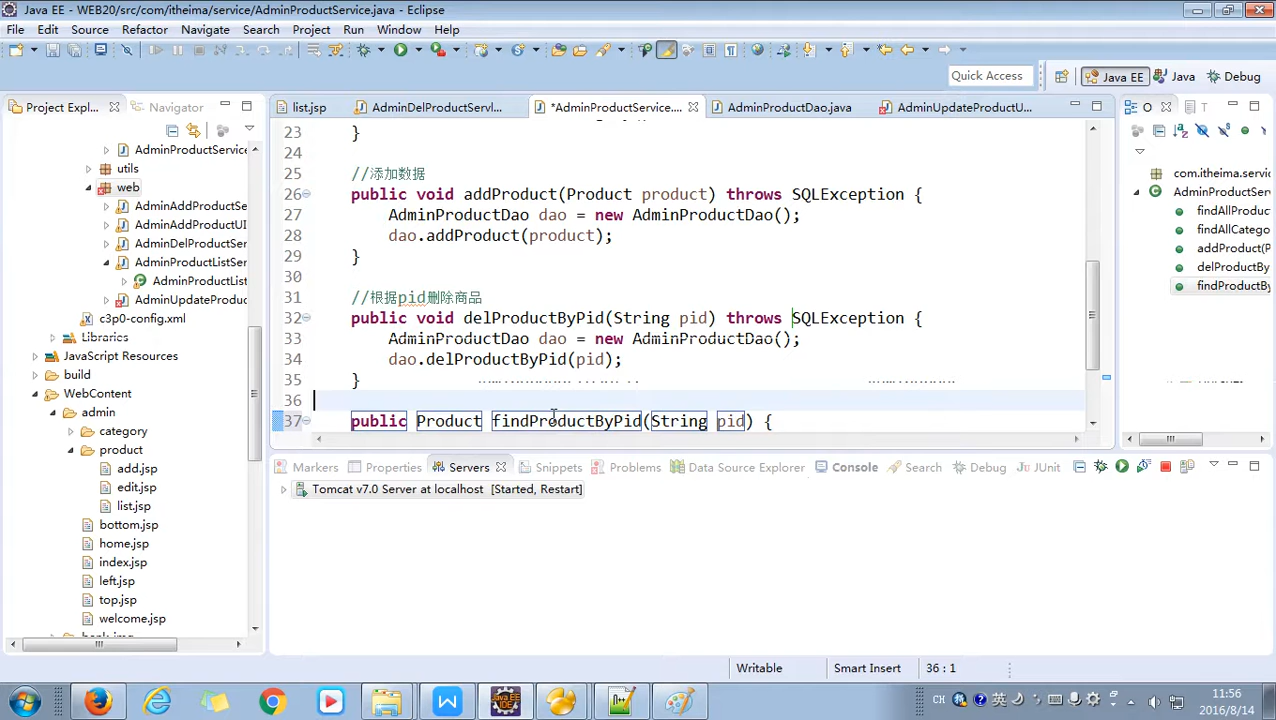 Java EE - WEB20/src/com/itheima/service/AdminProductService.java - Eclipse
File Edit Source Refactor Navigate Search Project Run Window Help
Quick Access
Java EE
Java
Debug
Project Expl...
Navigator
list.jsp
AdminDelProductServl...
*AdminProductService....
AdminProductDao.java
AdminUpdateProductU...
O
T
AdminProductService
utils
web
AdminAddProductSe
AdminAddProductUI
AdminDelProductSer
AdminProductListSer
AdminProductList
AdminUpdateProduc
c3p0-config.xml
Libraries
JavaScript Resources
build
WebContent
admin
category
product
add.jsp
edit.jsp
list.jsp
bottom.jsp
home.jsp
index.jsp
left.jsp
top.jsp
welcome.jsp
23 }
24
25 //添加数据
26 public void addProduct(Product product) throws SQLException {
27 AdminProductDao dao = new AdminProductDao();
28 dao.addProduct(product);
29 }
30
31 //根据pid删除商品
32 public void delProductByPid(String pid) throws SQLException {
33 AdminProductDao dao = new AdminProductDao();
34 dao.delProductByPid(pid);
35 }
36
37 public Product findProductByPid(String pid) {
com.itheima.servic
AdminProductSer
findAllProduc
findAllCatego
addProduct(P
delProductBy
findProductBy
Markers Properties Servers Snippets Problems Data Source Explorer Console Search Debug JUnit
Tomcat v7.0 Server at localhost [Started, Restart]
Writable
Smart Insert
36 : 1
CH
英
11:56
2016/8/14